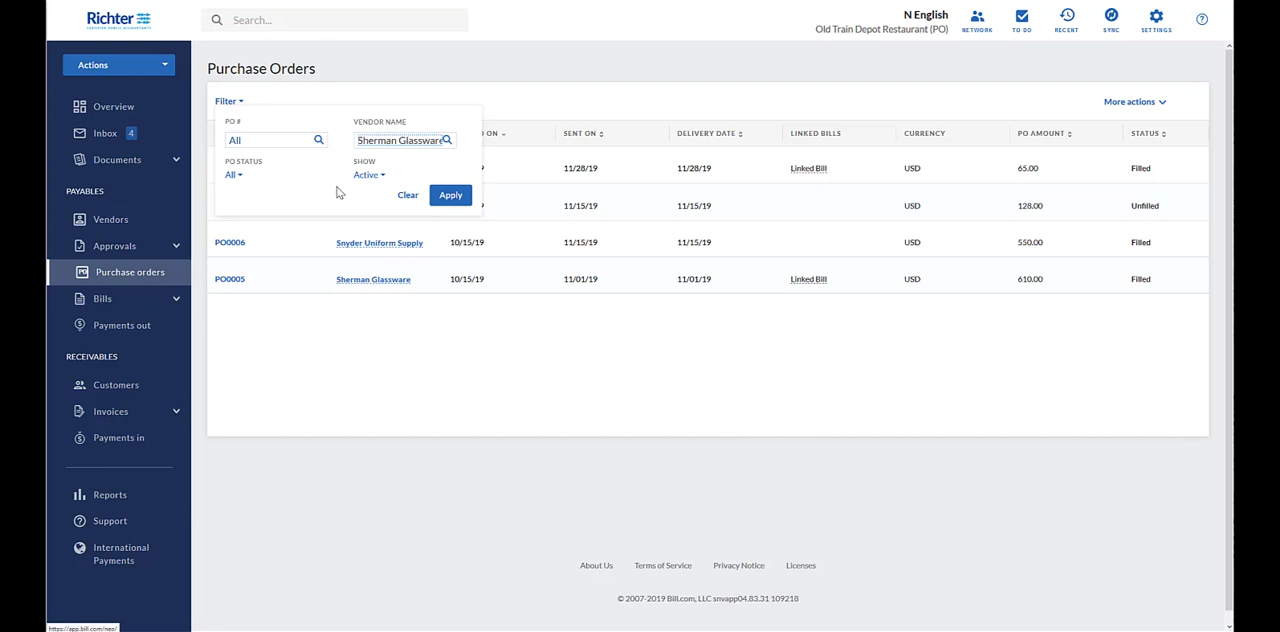 Richter
Search...
N English
Old Train Depot Restaurant (PO)
NETWORK
TO DO
RECENT
SYNC
SETTINGS
Actions
Overview
Inbox 4
Documents
PAYABLES
Vendors
Approvals
PO Purchase orders
Bills
Payments out
RECEIVABLES
Customers
Invoices
Payments in
Reports
Support
International
Payments
https://app.bill.com/neo/
Purchase Orders
Filter
More actions
PO #
VENDOR NAME
All
Sherman Glassware
PO STATUS
SHOW
All
Active
Clear
Apply
D ON SENT ON DELIVERY DATE LINKED BILLS CURRENCY PO AMOUNT STATUS
11/28/19 11/28/19 Linked Bill USD 65.00 Filled
11/15/19 11/15/19 USD 128.00 Unfilled
PO0006 Snyder Uniform Supply 10/15/19 11/15/19 11/15/19 USD 550.00 Filled
PO0005 Sherman Glassware 10/15/19 11/01/19 11/01/19 Linked Bill USD 610.00 Filled
About Us Terms of Service Privacy Notice Licenses
© 2007-2019 Bill.com, LLC snvapp04.83.31 109218